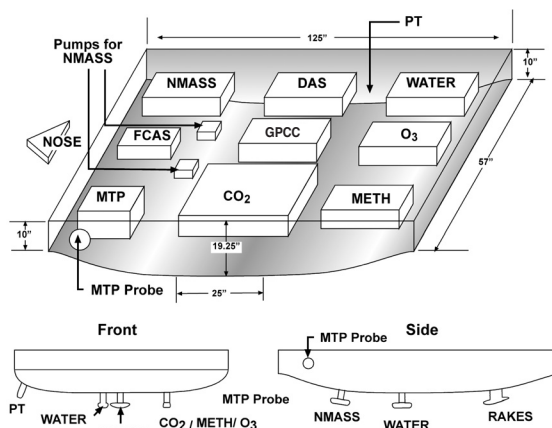 125"
PT
10"
Pumps for
NMASS
NMASS
DAS
WATER
NOSE
FCAS
GPCC
O3
57"
MTP
CO2
METH
10"
19.25"
25"
MTP Probe
Front
Side
MTP Probe
PT
WATER
MTP Probe
CO2 / METH/ O3
NMASS
WATER
RAKES